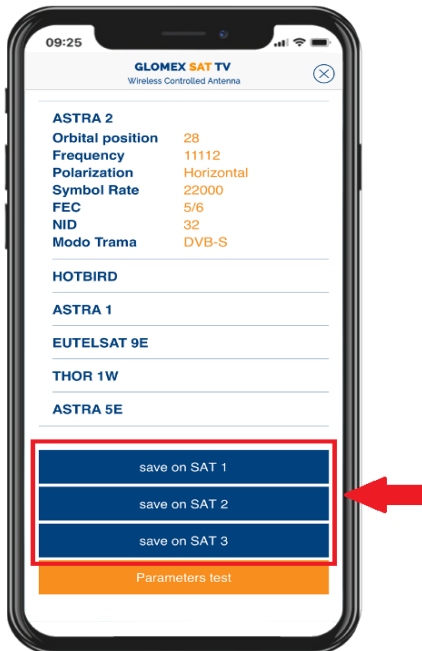 09:25
GLOMEX SAT TV
Wireless Controlled Antenna
ASTRA 2
Orbital position 28
Frequency 11112
Polarization Horizontal
Symbol Rate 22000
FEC 5/6
NID 32
Modo Trama DVB-S
HOTBIRD
ASTRA 1
EUTELSAT 9E
THOR 1W
ASTRA 5E
save on SAT 1
save on SAT 2
save on SAT 3
Parameters test